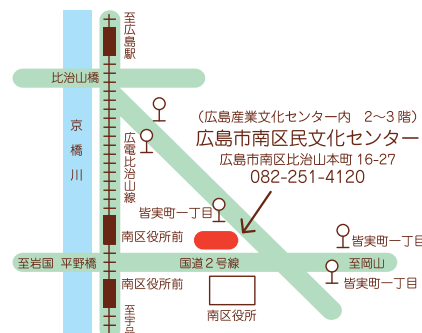 至広島駅
比治山橋
京橋川
広電比治山線
（広島産業文化センター内　2〜3階）
広島市南区民文化センター
広島市南区比治山本町 16-27
082-251-4120
皆実町一丁目
南区役所前
皆実町一丁目
至岩国 平野橋
国道２号線
至岡山
南区役所前
皆実町一丁目
南区役所